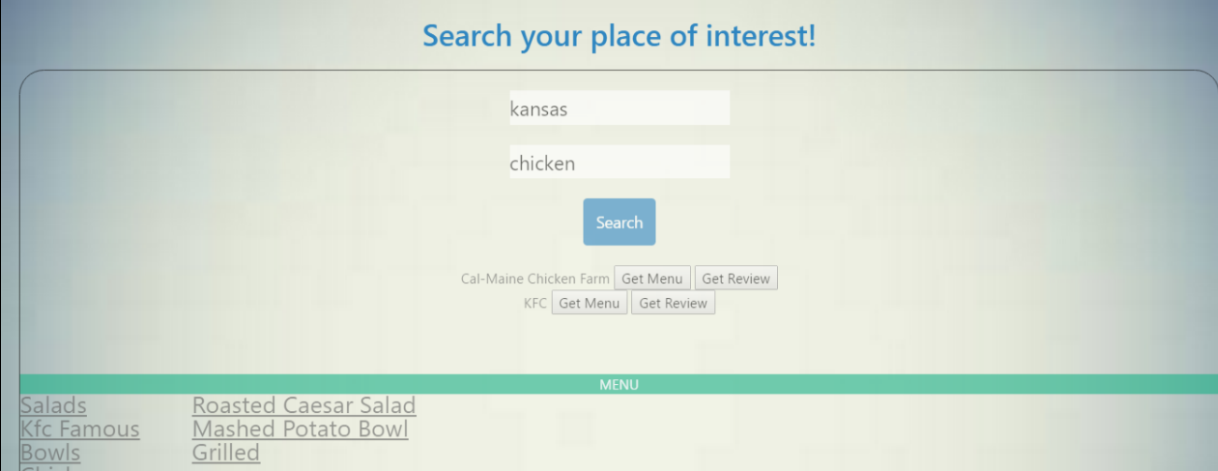 Search your place of interest!
kansas
chicken
Search
Cal-Maine Chicken Farm Get Menu Get Review
KFC Get Menu Get Review
MENU
Salads Roasted Caesar Salad
Kfc Famous Mashed Potato Bowl
Bowls Grilled